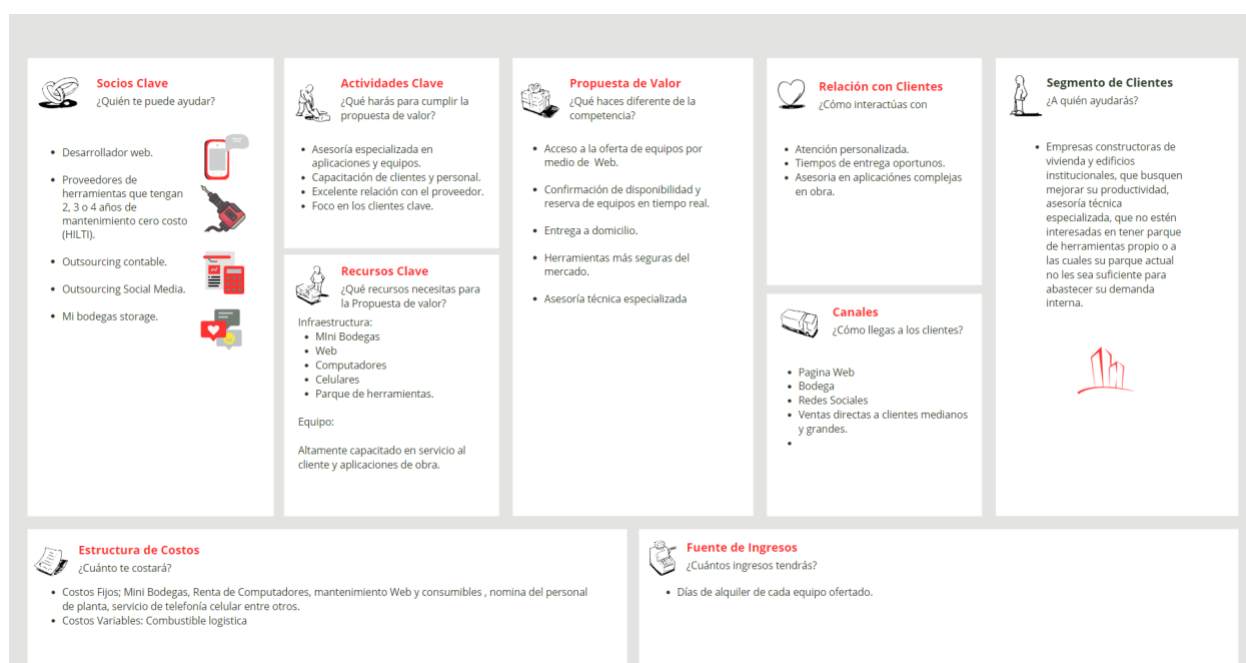 Socios Clave
¿Quién te puede ayudar?
• Desarrollador web.
• Proveedores de
herramientas que tengan
2, 3 o 4 años de
mantenimiento cero costo
(HILTI).
• Outsourcing contable.
• Outsourcing Social Media.
• Mi bodegas storage.
Actividades Clave
¿Qué harás para cumplir la
propuesta de valor?
• Asesoría especializada en
aplicaciones y equipos.
• Capacitación de clientes y personal.
• Excelente relación con el proveedor.
• Foco en los clientes clave.
Recursos Clave
¿Qué recursos necesitas para
la Propuesta de valor?
Infraestructura:
• MIni Bodegas
• Web
• Computadores
• Celulares
• Parque de herramientas.
Equipo:
Altamente capacitado en servicio al
cliente y aplicaciones de obra.
Propuesta de Valor
¿Qué haces diferente de la
competencia?
• Acceso a la oferta de equipos por
medio de Web.
• Confirmación de disponibilidad y
reserva de equipos en tiempo real.
• Entrega a domicilio.
• Herramientas más seguras del
mercado.
• Asesoría técnica especializada
Relación con Clientes
¿Cómo interactúas con
• Atención personalizada.
• Tiempos de entrega oportunos.
• Asesoria en aplicaciónes complejas
en obra.
Canales
¿Cómo llegas a los clientes?
• Pagina Web
• Bodega
• Redes Sociales
• Ventas directas a clientes medianos
y grandes.
•
Segmento de Clientes
¿A quién ayudarás?
• Empresas constructoras de
vivienda y edificios
institucionales, que busquen
mejorar su productividad,
asesoría técnica
especializada, que no estén
interesadas en tener parque
de herramientas propio o a
las cuales su parque actual
no les sea suficiente para
abastecer su demanda
interna.
Estructura de Costos
¿Cuánto te costará?
• Costos Fijos; Mini Bodegas, Renta de Computadores, mantenimiento Web y consumibles , nomina del personal
de planta, servicio de telefonía celular entre otros.
• Costos Variables: Combustible logistica
Fuente de Ingresos
¿Cuántos ingresos tendrás?
• Días de alquiler de cada equipo ofertado.